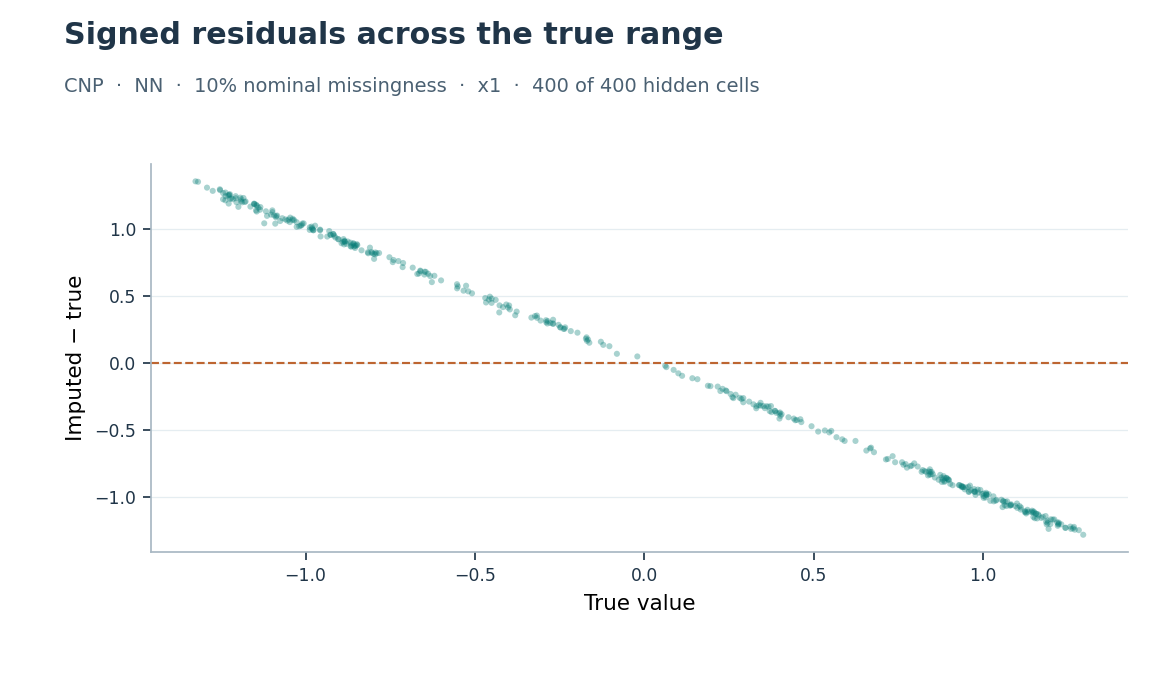 Signed residuals across the true range
CNP · NN · 10% nominal missingness · x1 · 400 of 400 hidden cells
Imputed − true
1.0
0.5
0.0
−0.5
−1.0
−1.0 −0.5 0.0 0.5 1.0
True value